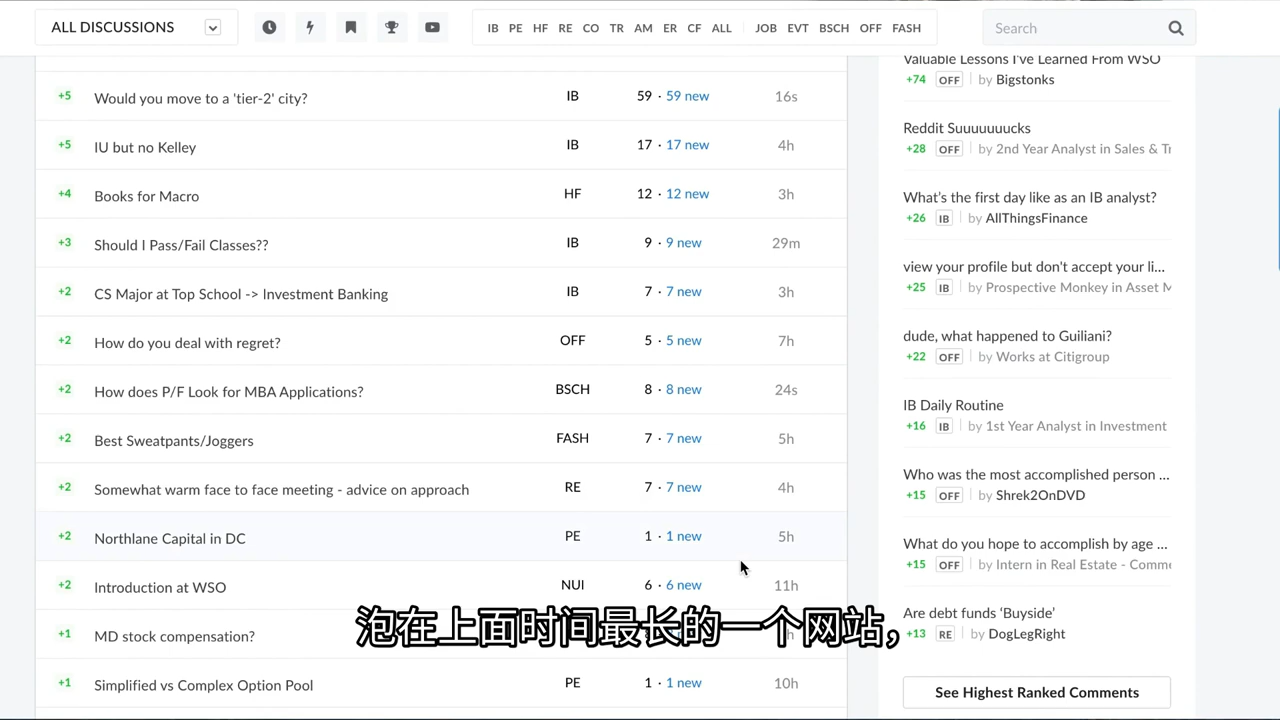 ALL DISCUSSIONS
IB PE HF RE CO TR AM ER CF ALL JOB EVT BSCH OFF FASH
Search
+5 Would you move to a 'tier-2' city? IB 59 · 59 new 16s
+5 IU but no Kelley IB 17 · 17 new 4h
+4 Books for Macro HF 12 · 12 new 3h
+3 Should I Pass/Fail Classes?? IB 9 · 9 new 29m
+2 CS Major at Top School -> Investment Banking IB 7 · 7 new 3h
+2 How do you deal with regret? OFF 5 · 5 new 7h
+2 How does P/F Look for MBA Applications? BSCH 8 · 8 new 24s
+2 Best Sweatpants/Joggers FASH 7 · 7 new 5h
+2 Somewhat warm face to face meeting - advice on approach RE 7 · 7 new 4h
+2 Northlane Capital in DC PE 1 · 1 new 5h
+2 Introduction at WSO NUI 6 · 6 new 11h
+1 MD stock compensation?
+1 Simplified vs Complex Option Pool PE 1 · 1 new 10h
Valuable Lessons I've Learned From WSO
+74 OFF by Bigstonks
Reddit Suuuuuucks
+28 OFF by 2nd Year Analyst in Sales & Tr
What's the first day like as an IB analyst?
+26 IB by AllThingsFinance
view your profile but don't accept your li...
+25 IB by Prospective Monkey in Asset M
dude, what happened to Guiliani?
+22 OFF by Works at Citigroup
IB Daily Routine
+16 IB by 1st Year Analyst in Investment
Who was the most accomplished person ...
+15 OFF by Shrek2OnDVD
What do you hope to accomplish by age ...
+15 OFF by Intern in Real Estate - Comme
Are debt funds ‘Buyside’
+13 RE by DogLegRight
See Highest Ranked Comments
泡在上面时间最长的一个网站，